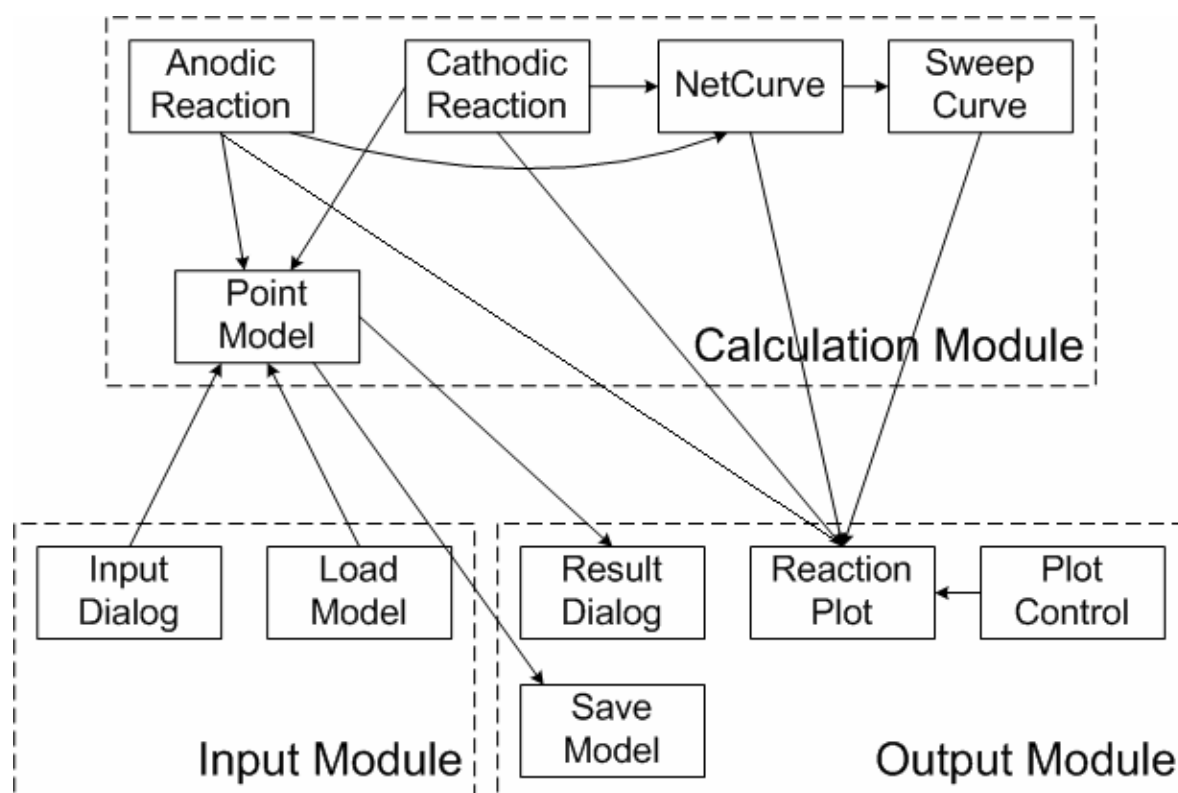 Anodic
Reaction
Cathodic
Reaction
NetCurve
Sweep
Curve
Point
Model
Calculation Module
Input
Dialog
Load
Model
Input Module
Result
Dialog
Reaction
Plot
Plot
Control
Save
Model
Output Module